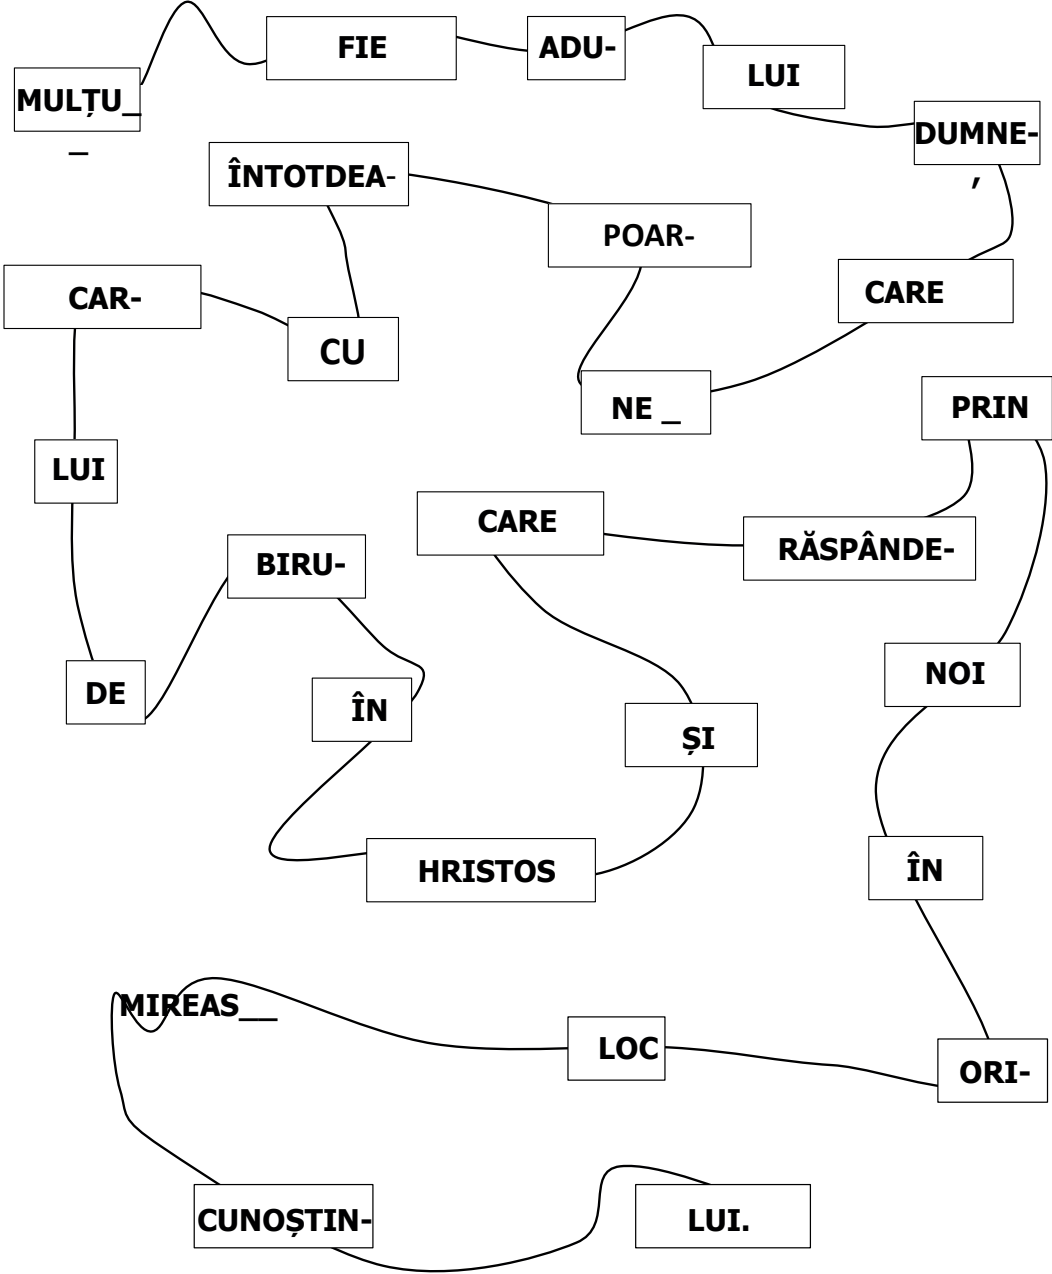 MULȚU_
_
FIE
ADU-
LUI
DUMNE-
,
CARE
NE _
POAR-
ÎNTOTDEA-
CU
CAR-
LUI
DE
BIRU-
ÎN
HRISTOS
ȘI
CARE
RĂSPÂNDE-
PRIN
NOI
ÎN
ORI-
LOC
MIREAS__
CUNOȘTIN-
LUI.